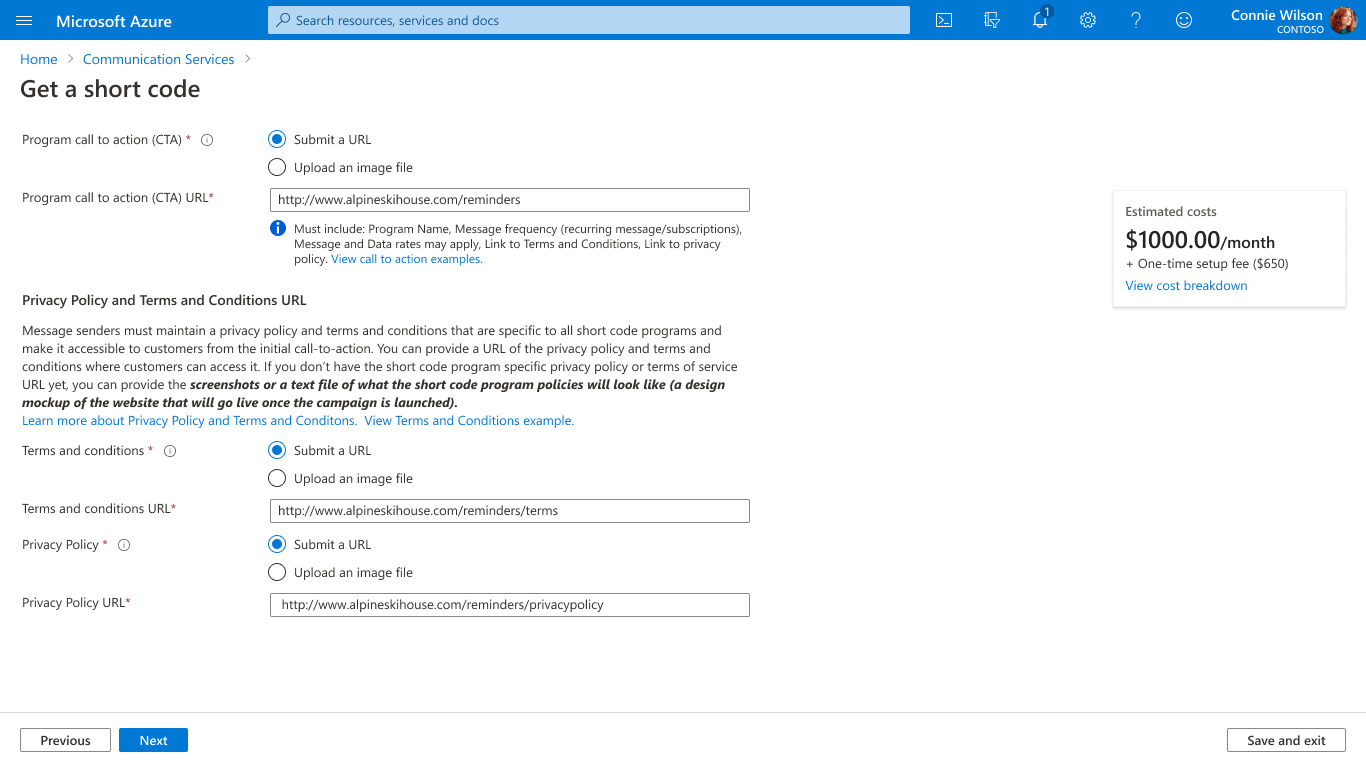 Microsoft Azure
Search resources, services and docs
1
Connie Wilson
CONTOSO
Home > Communication Services >
Get a short code
Program call to action (CTA) *
Submit a URL
Upload an image file
Program call to action (CTA) URL*
http://www.alpineskihouse.com/reminders
Must include: Program Name, Message frequency (recurring message/subscriptions),
Message and Data rates may apply, Link to Terms and Conditions, Link to privacy
policy. View call to action examples.
Estimated costs
$1000.00/month
+ One-time setup fee ($650)
View cost breakdown
Privacy Policy and Terms and Conditions URL
Message senders must maintain a privacy policy and terms and conditions that are specific to all short code programs and
make it accessible to customers from the initial call-to-action. You can provide a URL of the privacy policy and terms and
conditions where customers can access it. If you don't have the short code program specific privacy policy or terms of service
URL yet, you can provide the screenshots or a text file of what the short code program policies will look like (a design
mockup of the website that will go live once the campaign is launched).
Learn more about Privacy Policy and Terms and Conditons. View Terms and Conditions example.
Terms and conditions *
Submit a URL
Upload an image file
Terms and conditions URL*
http://www.alpineskihouse.com/reminders/terms
Privacy Policy *
Submit a URL
Upload an image file
Privacy Policy URL*
http://www.alpineskihouse.com/reminders/privacypolicy
Previous
Next
Save and exit